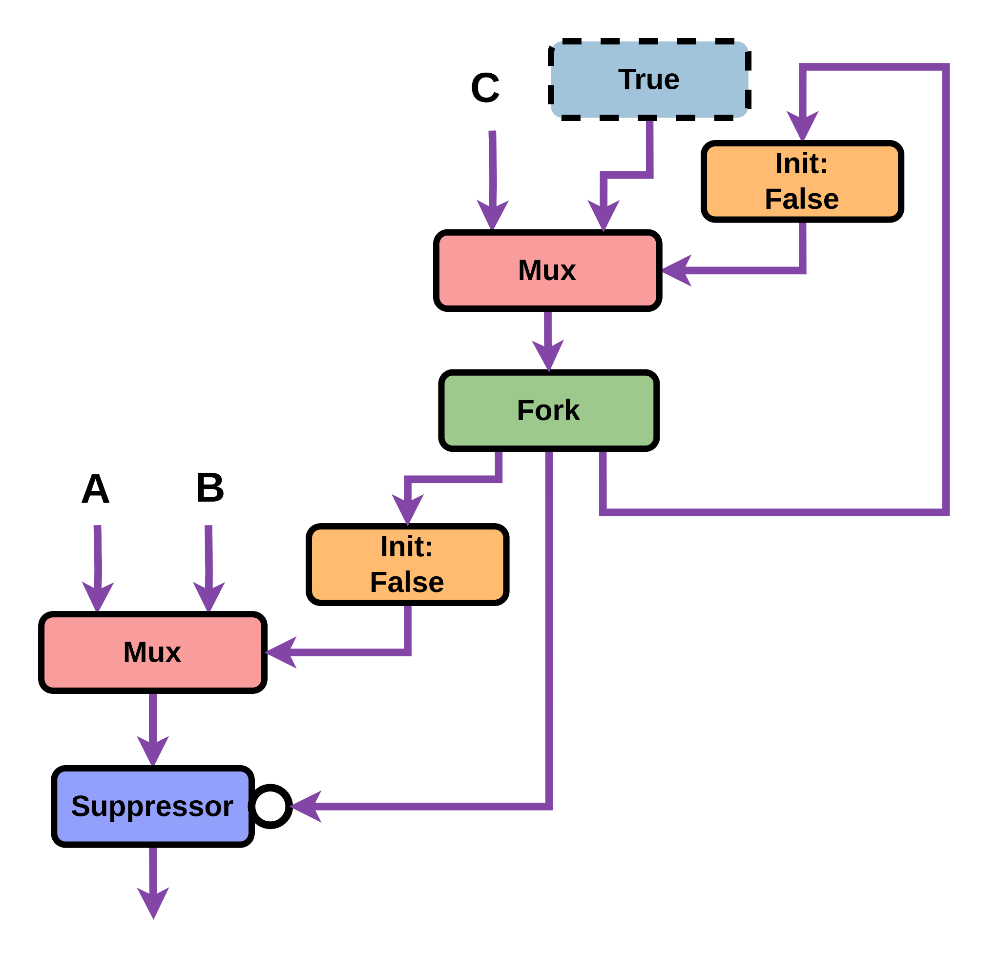 C
True
Init:
False
Mux
Fork
A
B
Init:
False
Mux
Suppressor